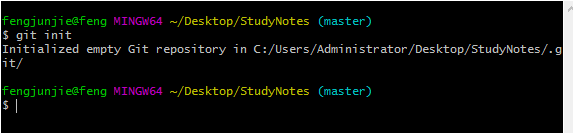 fengjunjie@feng MINGW64 ~/Desktop/StudyNotes (master)
$ git init
Initialized empty Git repository in C:/Users/Administrator/Desktop/StudyNotes/.g
it/
fengjunjie@feng MINGW64 ~/Desktop/StudyNotes (master)
$